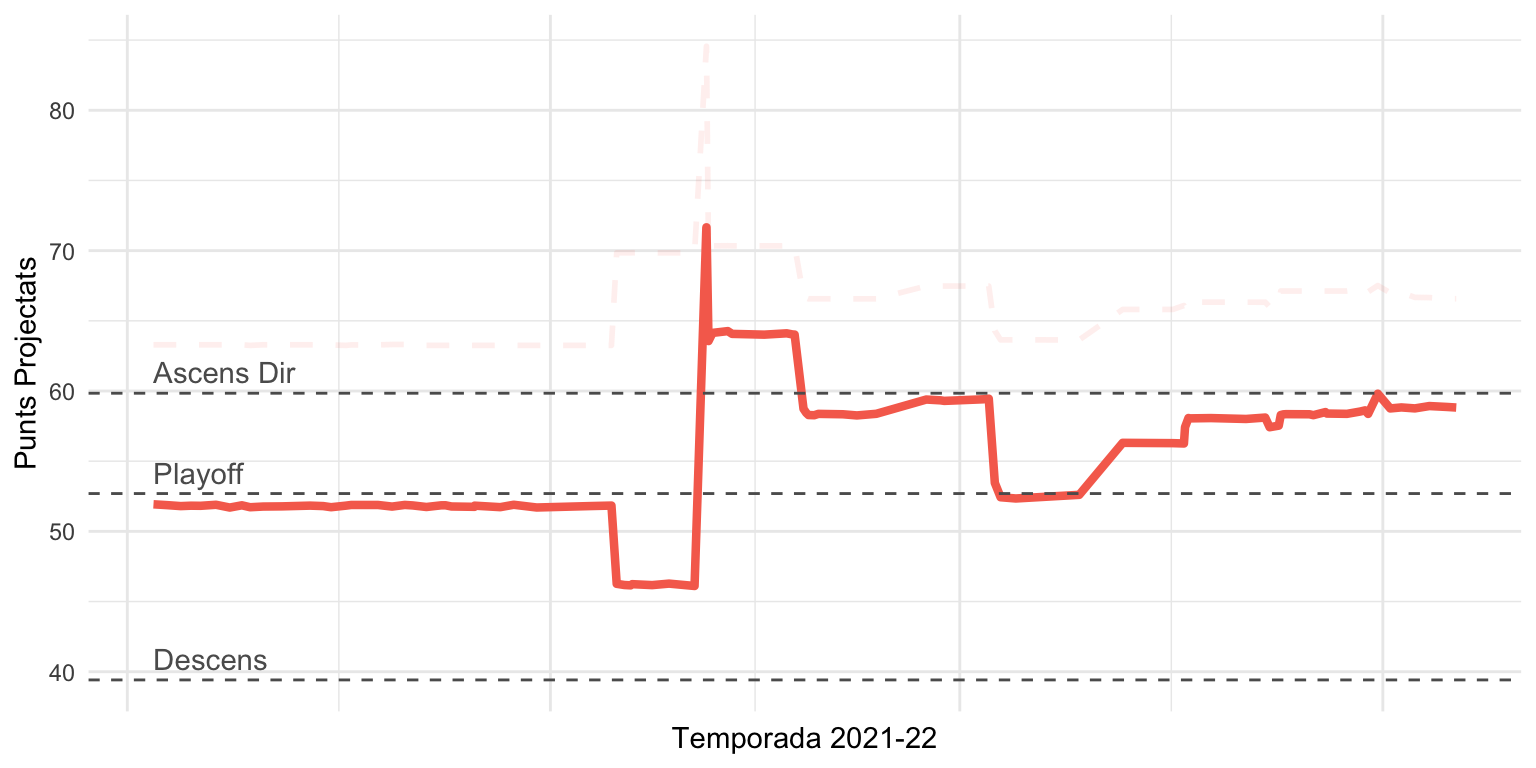 80
70
60
50
40
Punts Projectats
Ascens Dir
Playoff
Descens
Temporada 2021-22